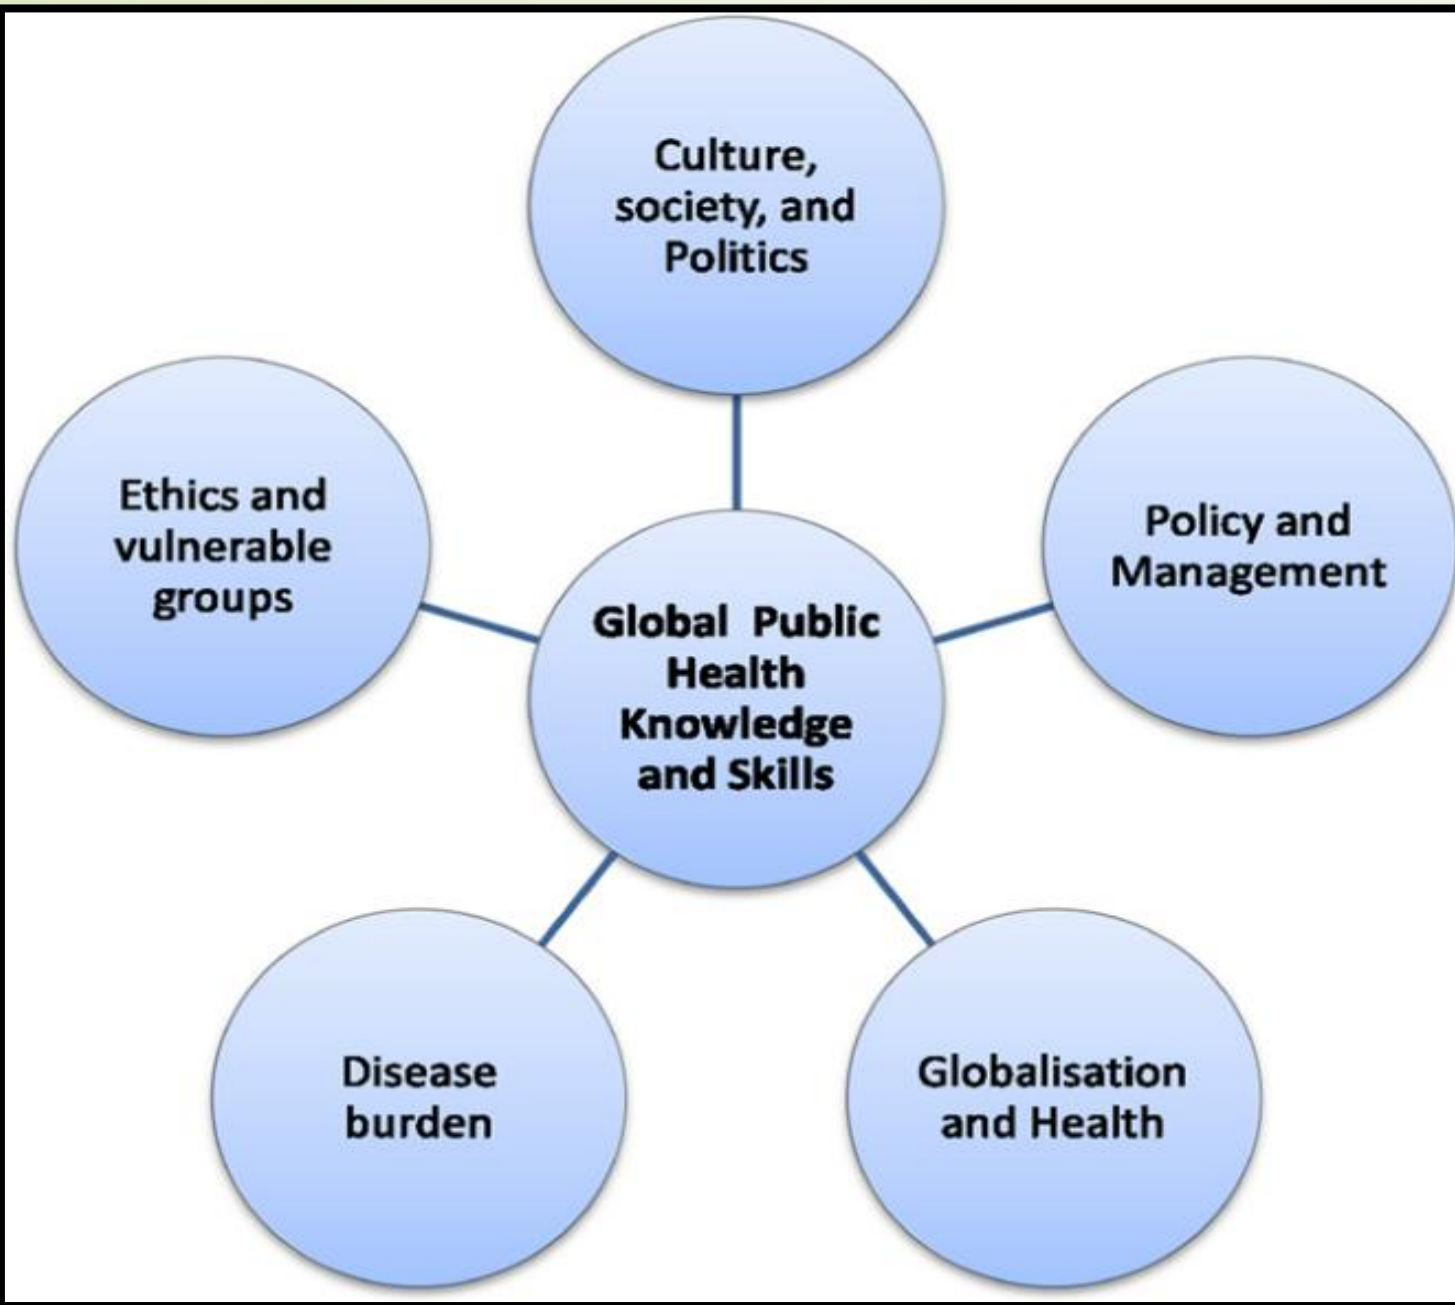 Culture,
society, and
Politics
Ethics and
vulnerable
groups
Policy and
Management
Global Public
Health
Knowledge
and Skills
Disease
burden
Globalisation
and Health